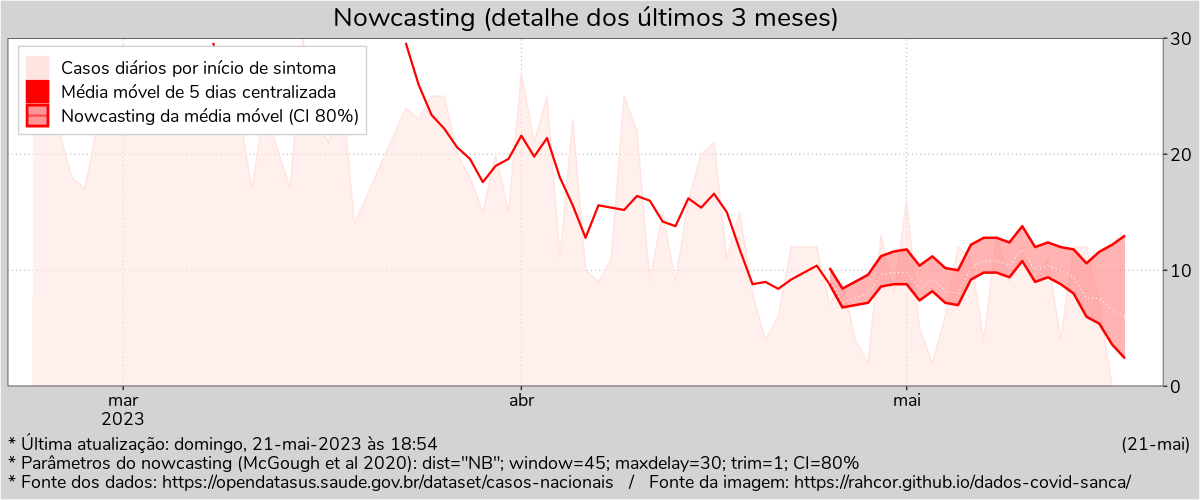 Nowcasting (detalhe dos últimos 3 meses)
Casos diários por início de sintoma
Média móvel de 5 dias centralizada
Nowcasting da média móvel (CI 80%)
30
20
10
0
mar
2023
abr
mai
* Última atualização: domingo, 21-mai-2023 às 18:54
(21-mai)
* Parâmetros do nowcasting (McGough et al 2020): dist="NB"; window=45; maxdelay=30; trim=1; CI=80%
* Fonte dos dados: https://opendatasus.saude.gov.br/dataset/casos-nacionais / Fonte da imagem: https://rahcor.github.io/dados-covid-sanca/